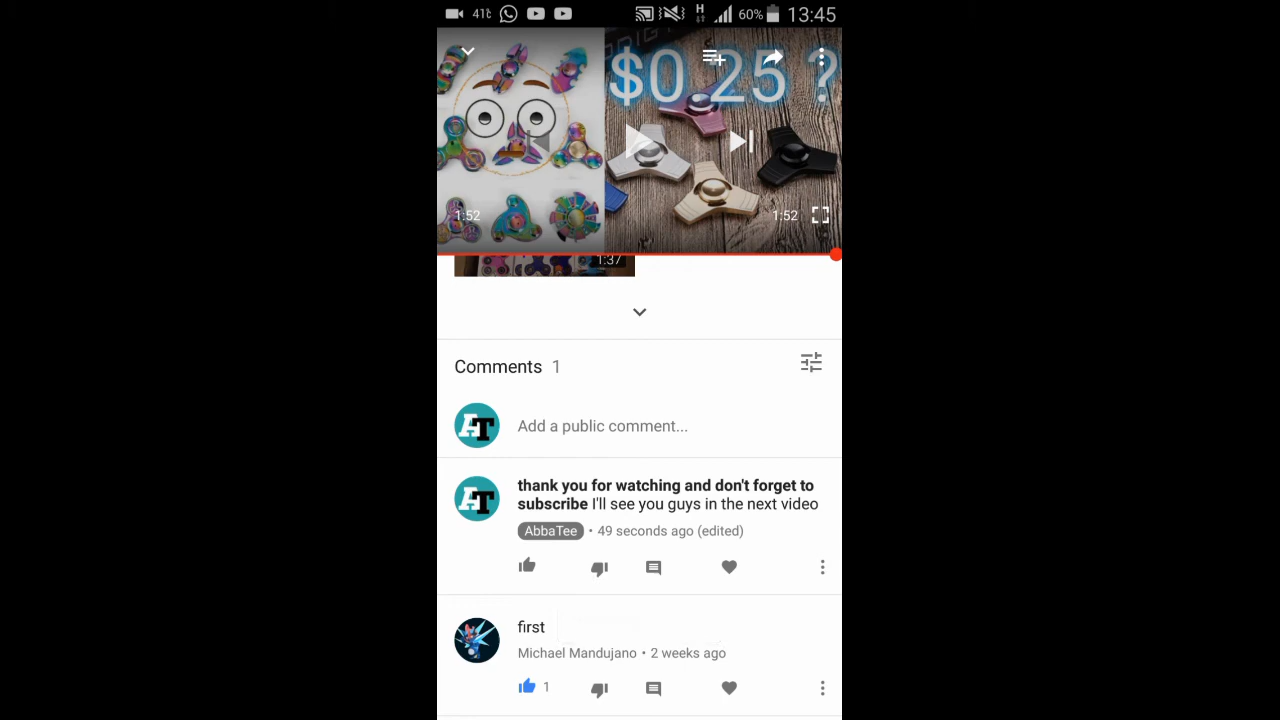 41℃ H 60% 13:45
$0.25 ?
1:52 1:52
1:37
Comments 1
AT Add a public comment...
AT thank you for watching and don't forget to
subscribe I'll see you guys in the next video
AbbaTee • 49 seconds ago (edited)
first
Michael Mandujano • 2 weeks ago
1